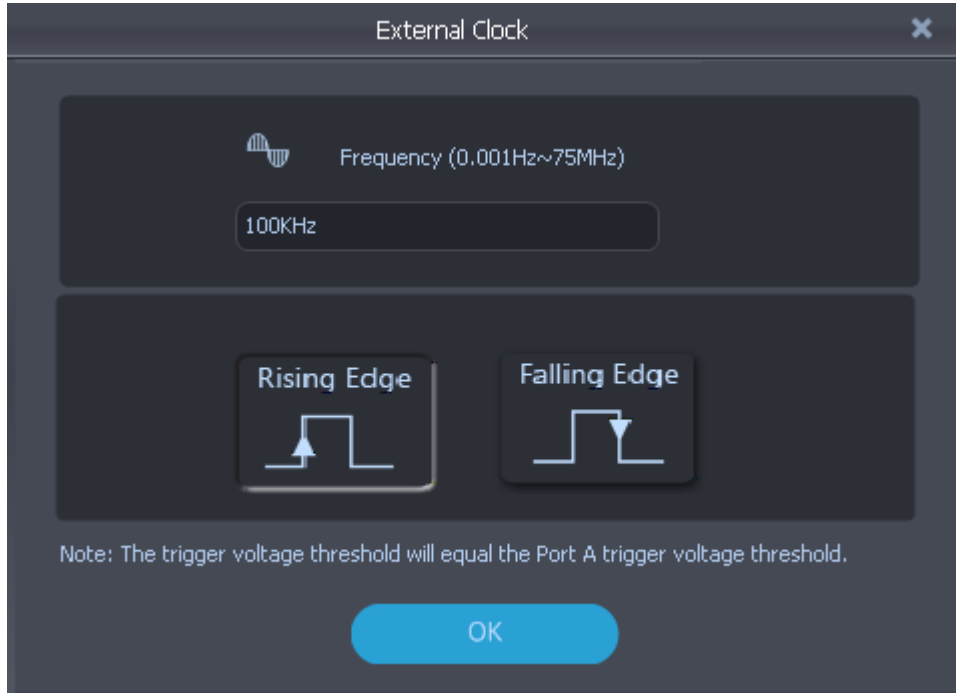 External Clock
Frequency (0.001Hz~75MHz)
100KHz
Rising Edge
Falling Edge
Note: The trigger voltage threshold will equal the Port A trigger voltage threshold.
OK